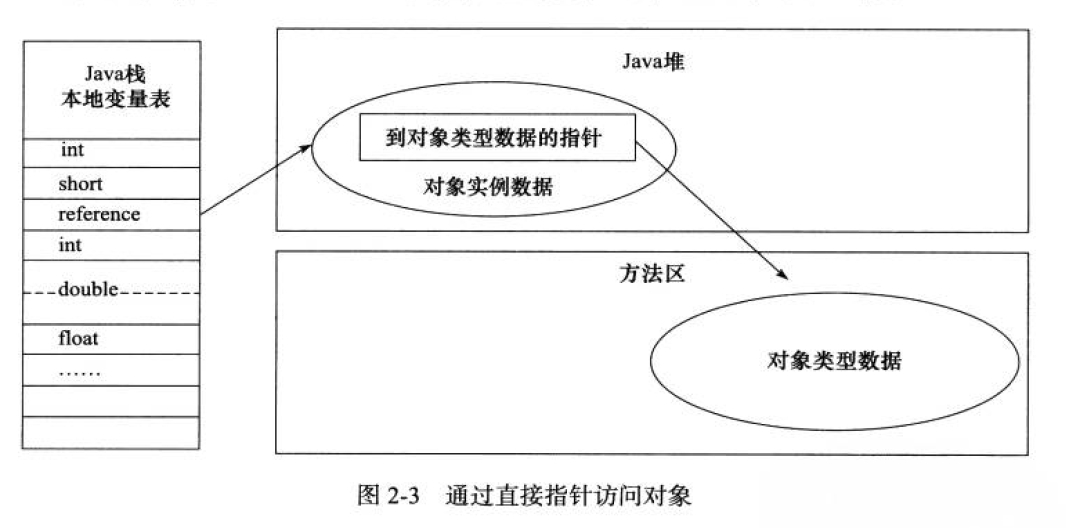 Java栈
本地变量表
int
short
reference
int
double
float
……
Java堆
到对象类型数据的指针
对象实例数据
方法区
对象类型数据
图 2-3 通过直接指针访问对象